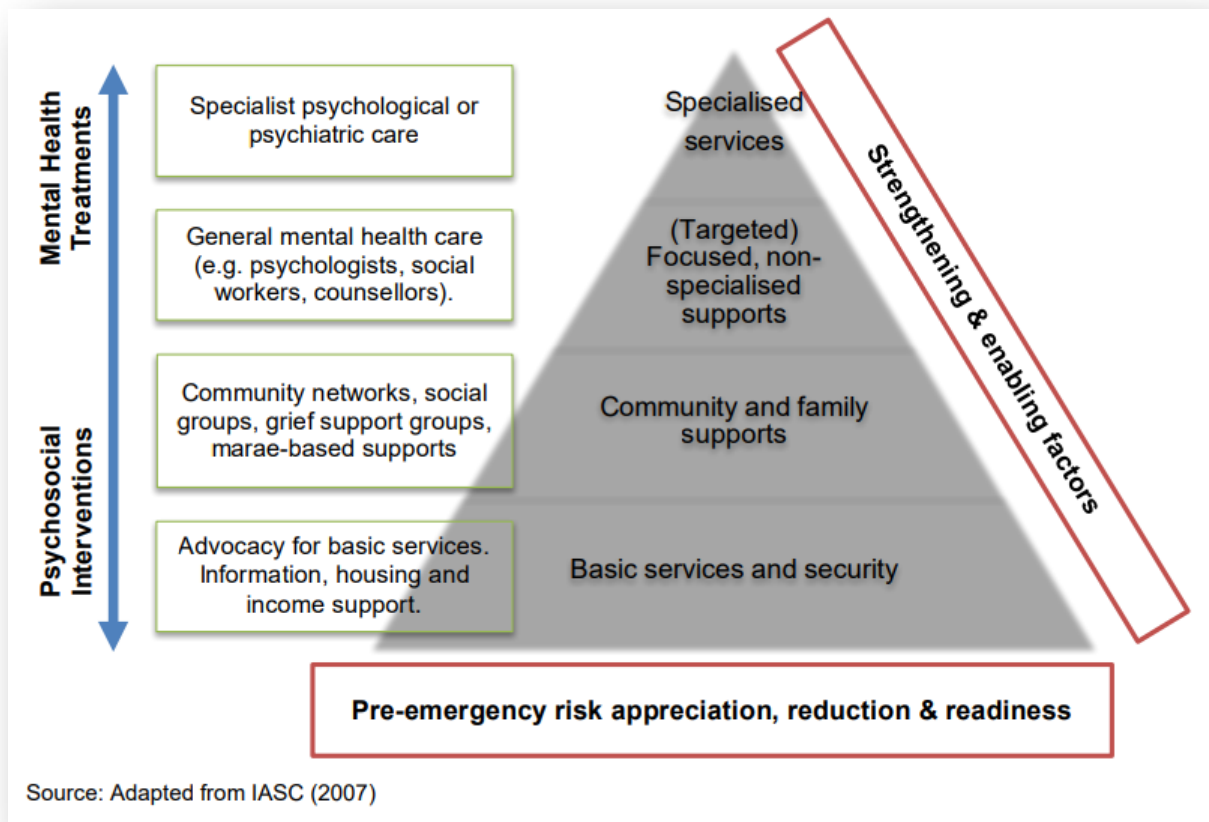 Mental Health
Treatments
Psychosocial
Interventions
Specialist psychological or
psychiatric care
General mental health care
(e.g. psychologists, social
workers, counsellors).
Community networks, social
groups, grief support groups,
marae-based supports
Advocacy for basic services.
Information, housing and
income support.
Specialised
services
(Targeted)
Focused, non-
specialised
supports
Community and family
supports
Basic services and security
Strengthening & enabling factors
Pre-emergency risk appreciation, reduction & readiness
Source: Adapted from IASC (2007)